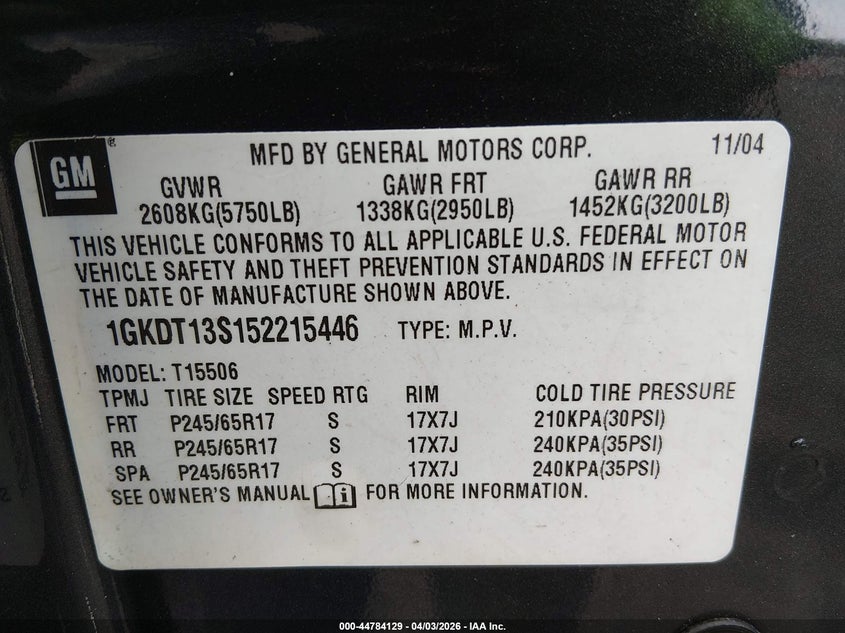 GM ® MFD BY GENERAL MOTORS CORP. 11/04
GVWR GAWR FRT GAWR RR
2608KG(5750LB) 1338KG(2950LB) 1452KG(3200LB)
THIS VEHICLE CONFORMS TO ALL APPLICABLE U.S. FEDERAL MOTOR
VEHICLE SAFETY AND THEFT PREVENTION STANDARDS IN EFFECT ON
THE DATE OF MANUFACTURE SHOWN ABOVE.
1GKDT13S152215446 TYPE: M.P.V.
MODEL: T15506
TPMJ TIRE SIZE SPEED RTG RIM COLD TIRE PRESSURE
FRT P245/65R17 S 17X7J 210KPA(30PSI)
RR P245/65R17 S 17X7J 240KPA(35PSI)
SPA P245/65R17 S 17X7J 240KPA(35PSI)
SEE OWNER'S MANUAL i FOR MORE INFORMATION.
000-44784129 - 04/03/2026 - IAA Inc.